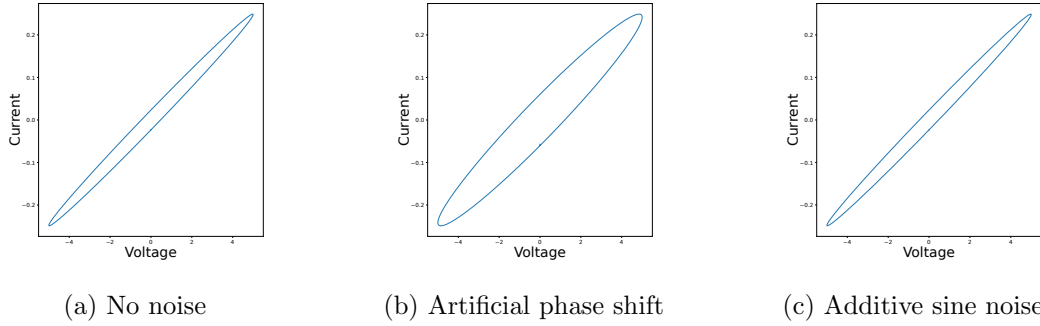 0.2
0.1
0.0
−0.1
−0.2
Current
−4 −2 0 2 4
Voltage
(a) No noise
0.2
0.1
0.0
−0.1
−0.2
Current
−4 −2 0 2 4
Voltage
(b) Artificial phase shift
0.2
0.1
0.0
−0.1
−0.2
Current
−4 −2 0 2 4
Voltage
(c) Additive sine noise